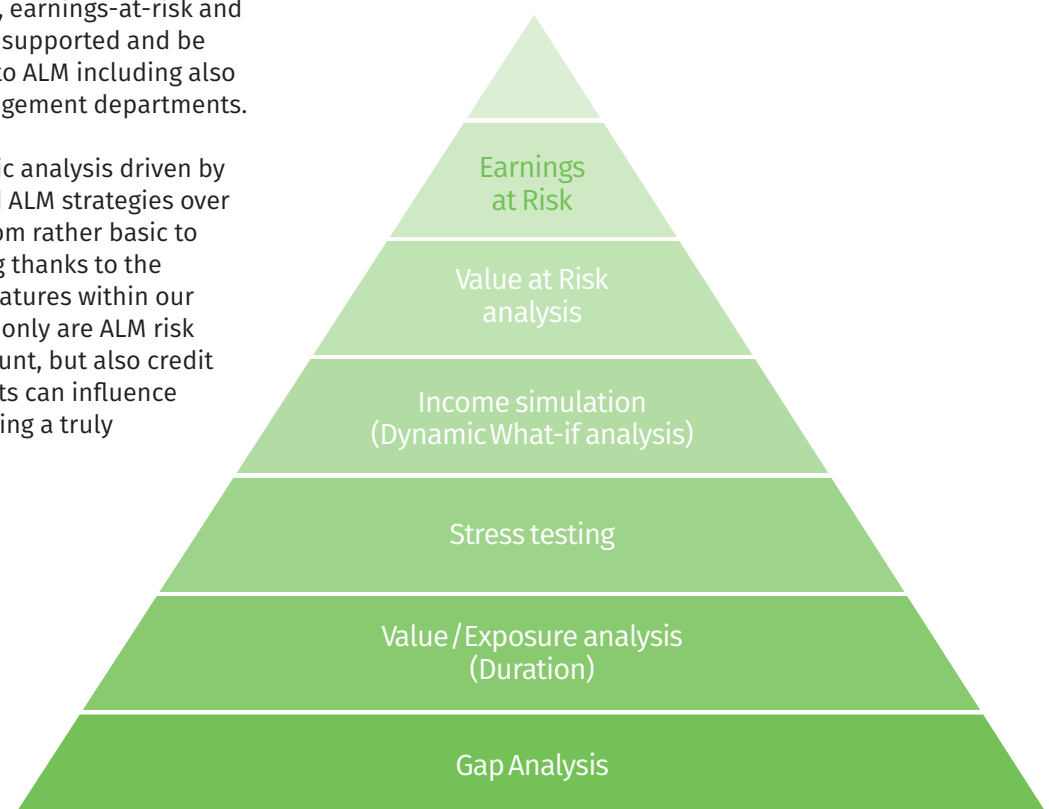 , earnings-at-risk and
supported and be
to ALM including also
gement departments.
ic analysis driven by
ALM strategies over
om rather basic to
g thanks to the
atures within our
only are ALM risk
unt, but also credit
ts can influence
ing a truly
Earnings
at Risk
Value at Risk
analysis
Income simulation
(Dynamic What-if analysis)
Stress testing
Value/Exposure analysis
(Duration)
Gap Analysis